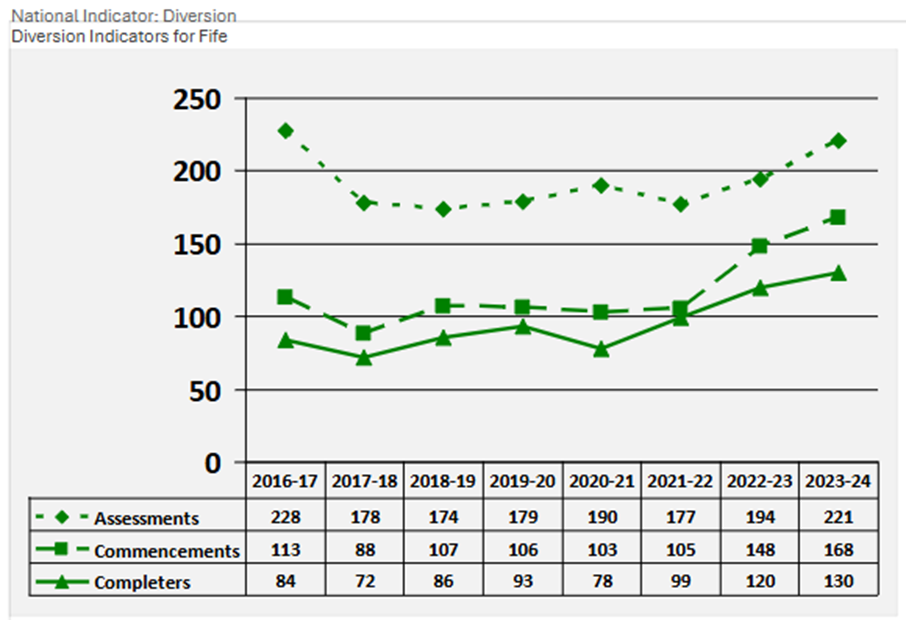 National Indicator: Diversion
Diversion Indicators for Fife
250
200
150
100
50
0
2016-17 2017-18 2018-19 2019-20 2020-21 2021-22 2022-23 2023-24
Assessments 228 178 174 179 190 177 194 221
Commencements 113 88 107 106 103 105 148 168
Completers 84 72 86 93 78 99 120 130